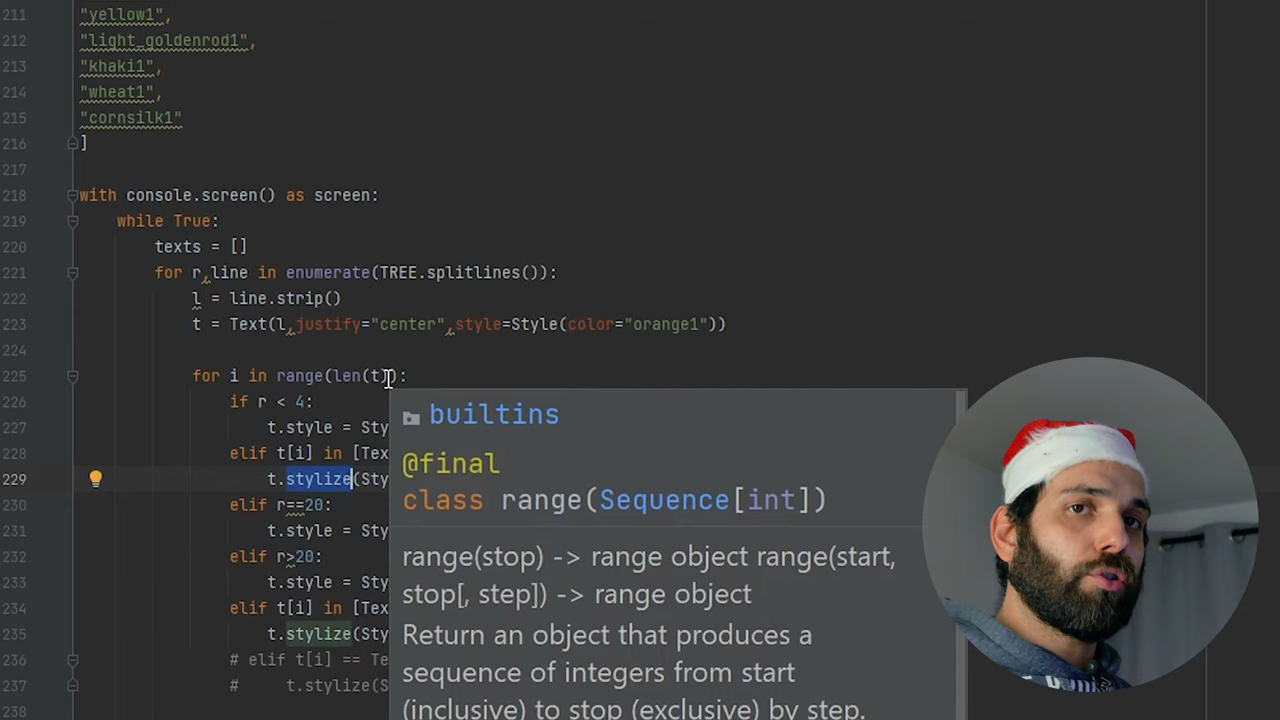 211 "yellow1",
212 "light_goldenrod1",
213 "khaki1",
214 "wheat1",
215 "cornsilk1"
216 ]
217
218 with console.screen() as screen:
219 while True:
220 texts = []
221 for r,line in enumerate(TREE.splitlines()):
222 l = line.strip()
223 t = Text(l,justify="center",style=Style(color="orange1"))
224
225 for i in range(len(t)):
226 if r < 4:
227 t.style = Sty
228 elif t[i] in [Tex
229 t.stylize(Sty
230 elif r==20:
231 t.style = Sty
232 elif r>20:
233 t.style = Sty
234 elif t[i] in [Tex
235 t.stylize(Sty
236 # elif t[i] == Te
237 # t.stylize(S
238
builtins
@final
class range(Sequence[int])
range(stop) -> range object range(start,
stop[, step]) -> range object
Return an object that produces a
sequence of integers from start
(inclusive) to stop (exclusive) by step.